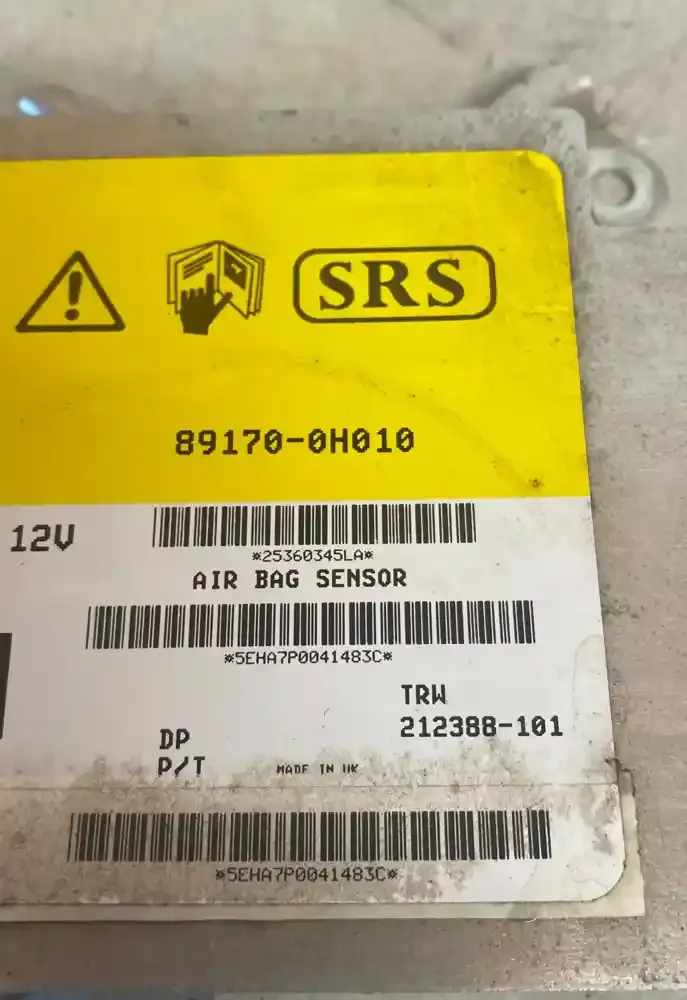 SRS
89170-0H010
12V
*25360345LA*
AIR BAG SENSOR
*5EHA7P0041483C*
TRW
212388-101
DP
P/T
MADE IN UK
*5EHA7P0041483C*